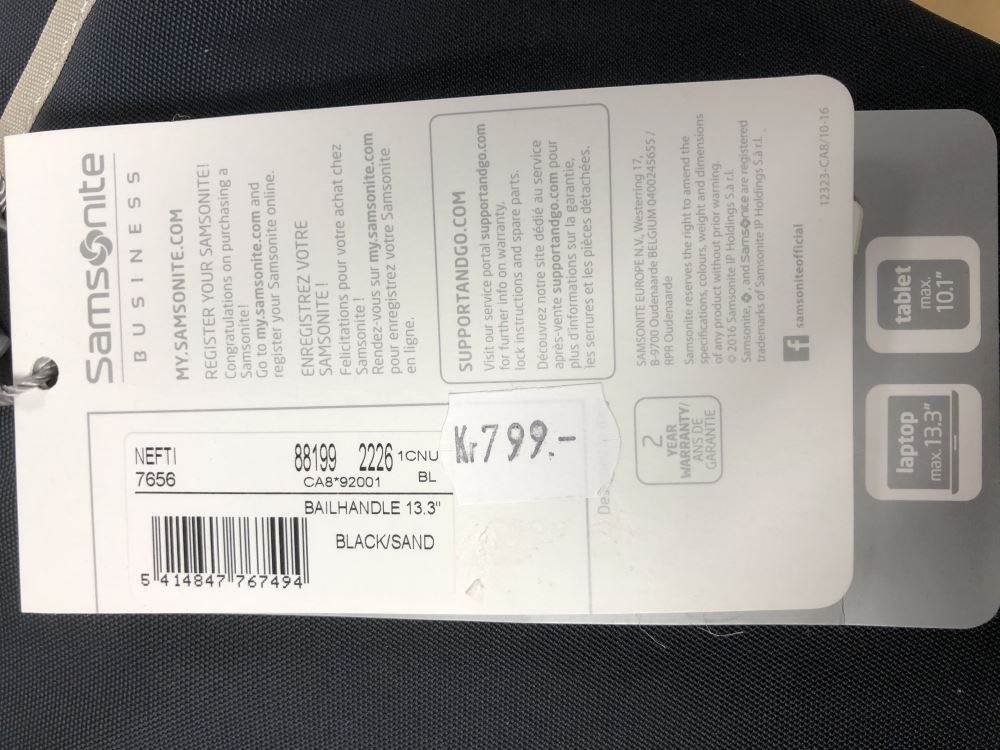 Samsonite
BUSINESS
MY.SAMSONITE.COM
REGISTER YOUR SAMSONITE!
Congratulations on purchasing a
Samsonite!
Go to my.samsonite.com and
register your Samsonite online.
ENREGISTREZ VOTRE
SAMSONITE !
Felicitations pour votre achat chez
Samsonite !
Rendez-vous sur my.samsonite.com
pour enregistrez votre Samsonite
en ligne.
SUPPORTANDGO.COM
Visit our service portal supportandgo.com
for further info on warranty,
lock instructions and spare parts.
Découvrez notre site dédié au service
après-vente supportandgo.com pour
plus d'informations sur la garantie,
les serrures et les pièces détachées.
SAMSONITE EUROPE N.V., Westerring 17,
B-9700 Oudenaarde BELGIUM 0400245655 /
RPR Oudenaarde
Samsonite reserves the right to amend the
specifications, colours, weight and dimensions
of any product without prior warning.
© 2016 Samsonite IP Holdings S.à r.l.
Samsonite, and Samsonite are registered
trademarks of Samsonite IP Holdings S.à r.l.
f samsoniteofficial
12323-CA8/10-16
NEFTI
7656
88199 2226 1CNU
CA8*92001 BL
BAILHANDLE 13.3"
BLACK/SAND
5 414847 767494
Kr 799.-
Des
2
YEAR
WARRANTY/
ANS DE
GARANTIE
laptop
max. 13.3"
tablet
max.
10.1"